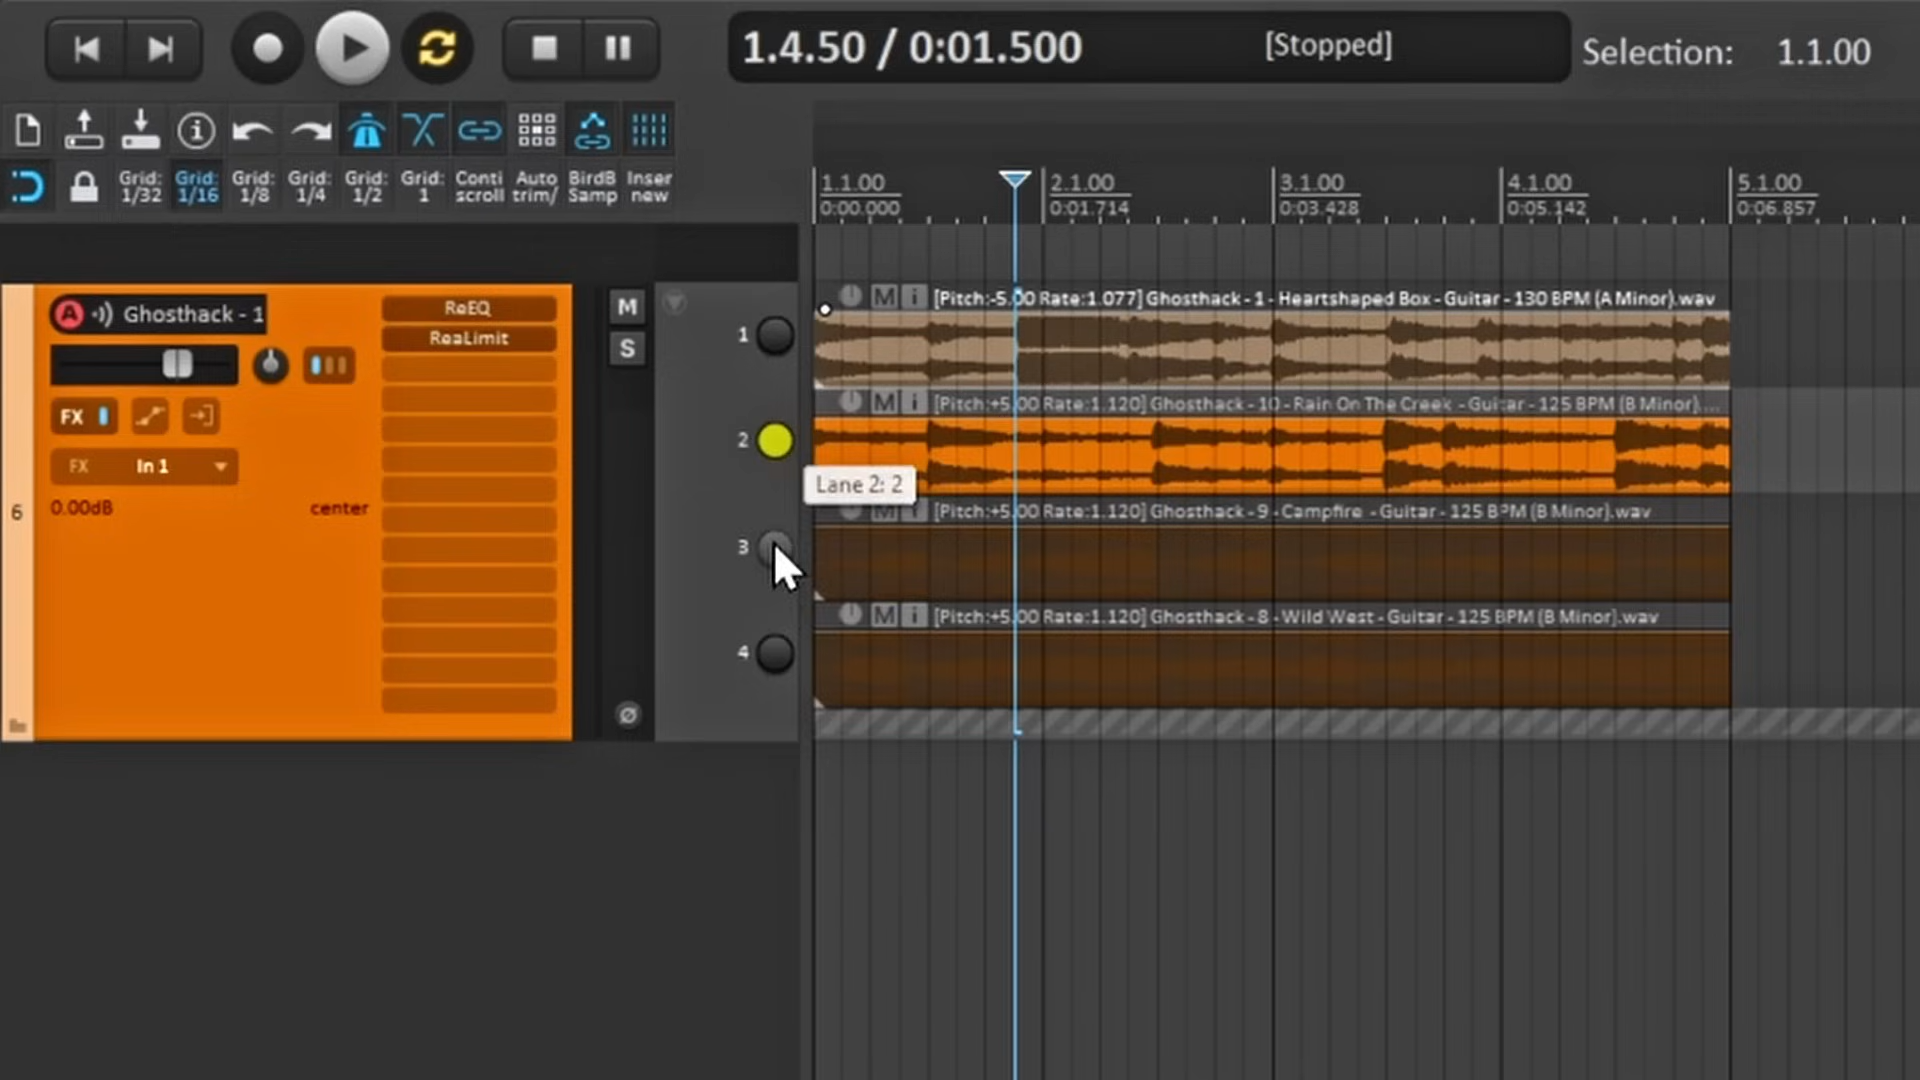 1.4.50 / 0:01.500
[Stopped]
Selection: 1.1.00
Grid: 1/32
Grid: 1/16
Grid: 1/8
Grid: 1/4
Grid: 1/2
Grid: 1
Conti scroll
Auto trim/
BirdB Samp
Inser new
1.1.00
0:00.000
2.1.00
0:01.714
3.1.00
0:03.428
4.1.00
0:05.142
5.1.00
0:06.857
A Ghosthack - 1
ReEQ
ReaLimit
M
S
FX
FX In 1
0.00dB center
6
1
M i [Pitch:-5.00 Rate:1.077] Ghosthack - 1 - Heartshaped Box - Guitar - 130 BPM (A Minor).wav
2
M i [Pitch:+5.00 Rate:1.120] Ghosthack - 10 - Rain On The Creek - Guitar - 125 BPM (B Minor)....
Lane 2: 2
3
M i [Pitch:+5.00 Rate:1.120] Ghosthack - 9 - Campfire - Guitar - 125 BPM (B Minor).wav
4
M i [Pitch:+5.00 Rate:1.120] Ghosthack - 8 - Wild West - Guitar - 125 BPM (B Minor).wav